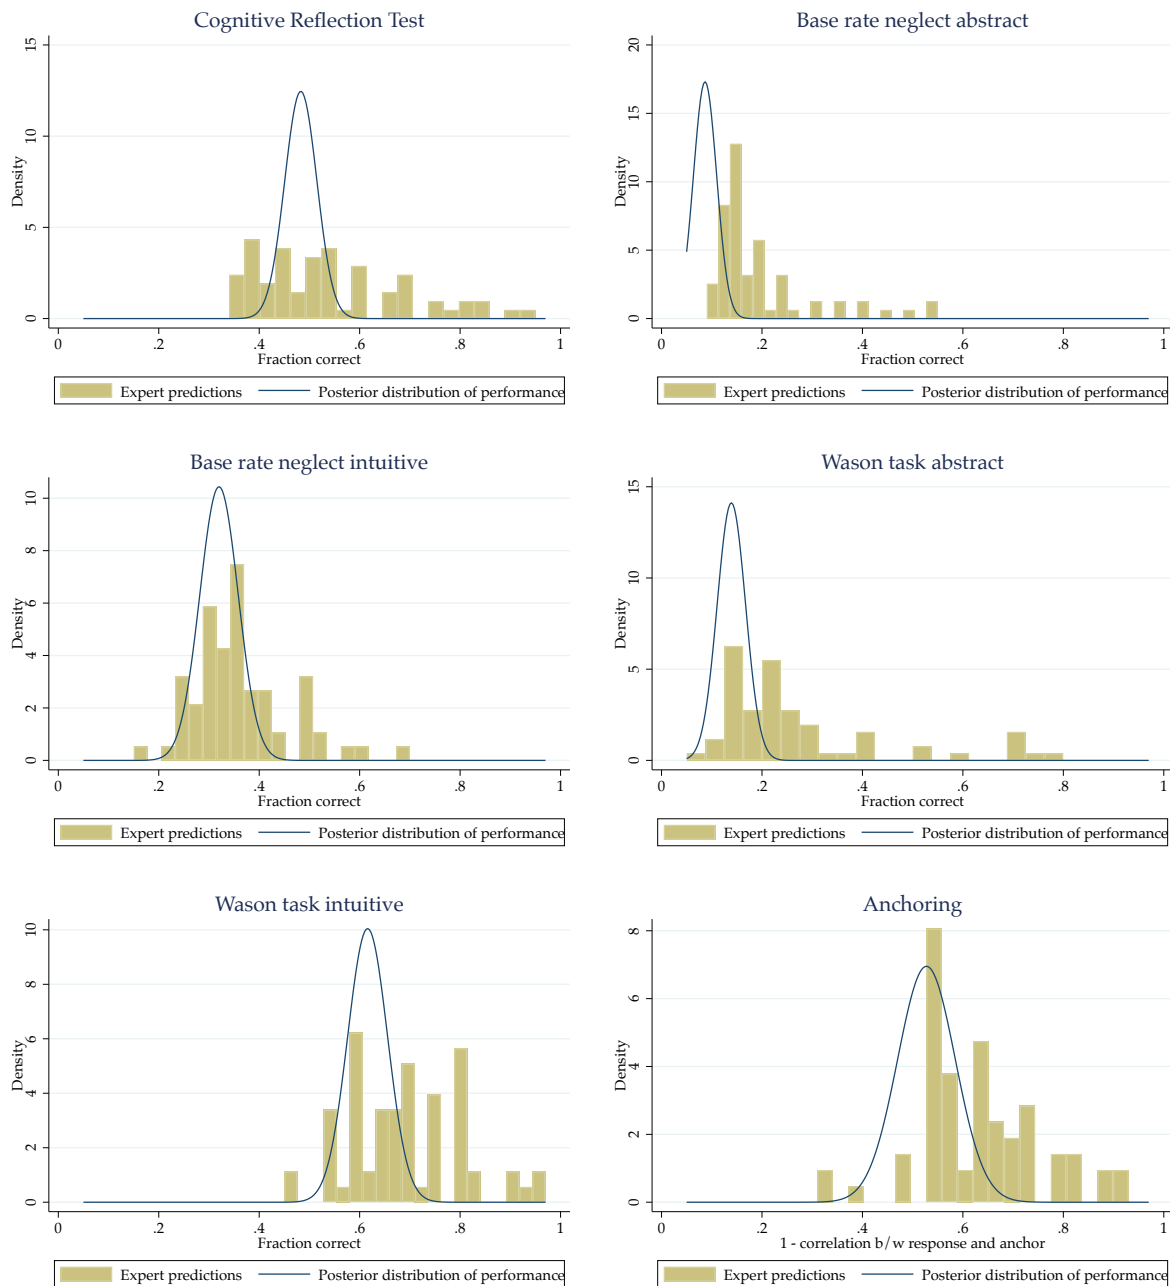 Cognitive Reflection Test
15
10
5
0
Density
0 .2 .4 .6 .8 1
Fraction correct
Expert predictions Posterior distribution of performance
Base rate neglect abstract
20
15
10
5
0
Density
0 .2 .4 .6 .8 1
Fraction correct
Expert predictions Posterior distribution of performance
Base rate neglect intuitive
10
8
6
4
2
0
Density
0 .2 .4 .6 .8 1
Fraction correct
Expert predictions Posterior distribution of performance
Wason task abstract
15
10
5
0
Density
0 .2 .4 .6 .8 1
Fraction correct
Expert predictions Posterior distribution of performance
Wason task intuitive
10
8
6
4
2
0
Density
0 .2 .4 .6 .8 1
Fraction correct
Expert predictions Posterior distribution of performance
Anchoring
8
6
4
2
0
Density
0 .2 .4 .6 .8 1
1 - correlation b/w response and anchor
Expert predictions Posterior distribution of performance